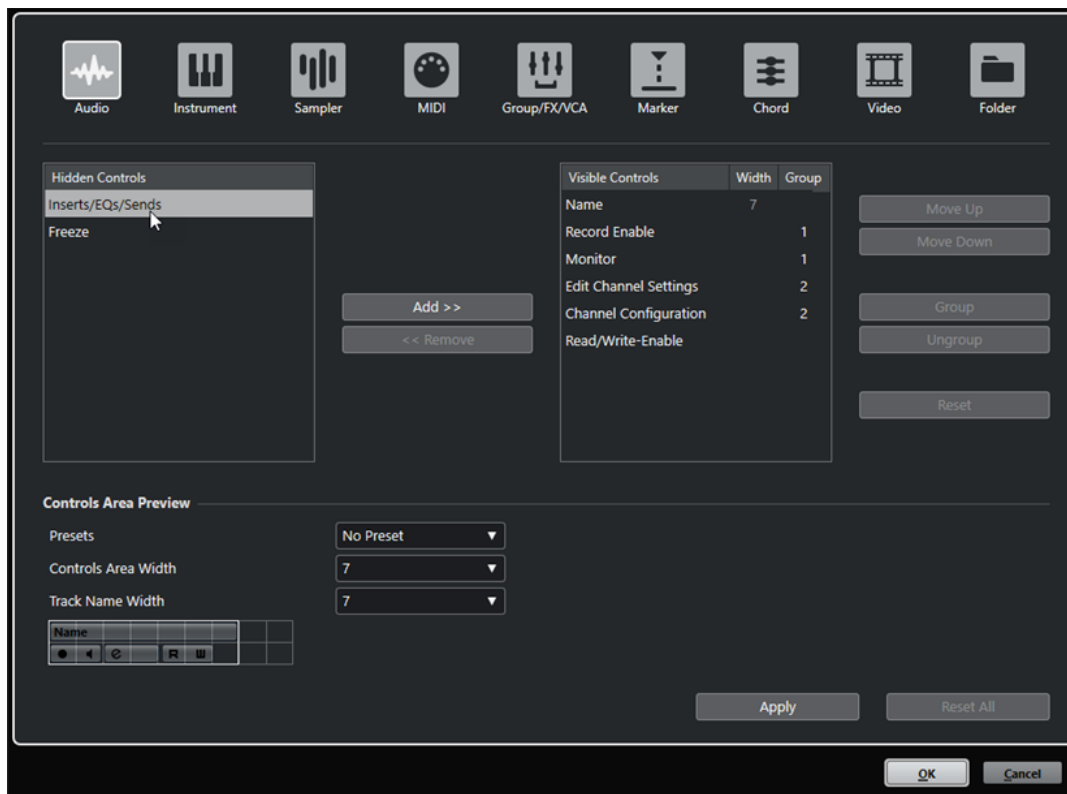 Audio Instrument Sampler MIDI Group/FX/VCA Marker Chord Video Folder
Hidden Controls
Inserts/EQs/Sends
Freeze
Add >>
<< Remove
Visible Controls Width Group
Name 7
Record Enable 1
Monitor 1
Edit Channel Settings 2
Channel Configuration 2
Read/Write-Enable
Move Up
Move Down
Group
Ungroup
Reset
Controls Area Preview
Presets No Preset
Controls Area Width 7
Track Name Width 7
Name
e R W
Apply Reset All
OK Cancel